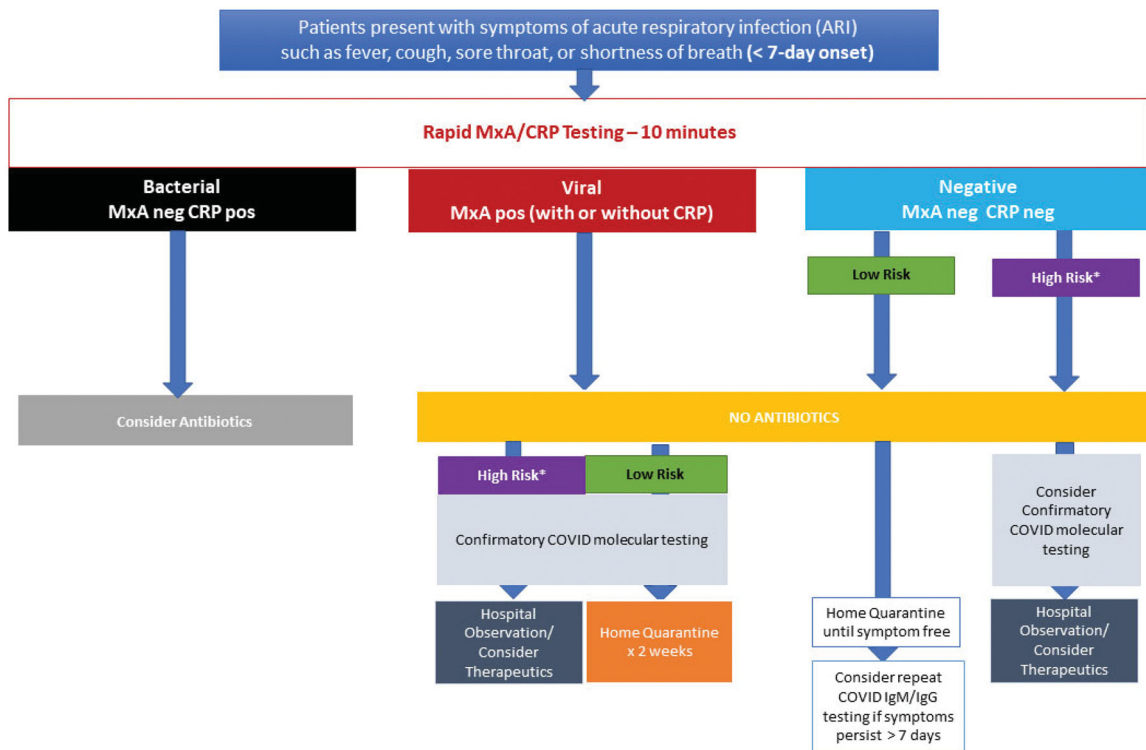 Patients present with symptoms of acute respiratory infection (ARI)
such as fever, cough, sore throat, or shortness of breath (< 7-day onset)
Rapid MxA/CRP Testing – 10 minutes
Bacterial
MxA neg CRP pos
Viral
MxA pos (with or without CRP)
Negative
MxA neg CRP neg
Low Risk
High Risk*
Consider Antibiotics
NO ANTIBIOTICS
High Risk*
Low Risk
Confirmatory COVID molecular testing
Consider
Confirmatory
COVID molecular
testing
Hospital
Observation/
Consider
Therapeutics
Home Quarantine
x 2 weeks
Home Quarantine
until symptom free
Consider repeat
COVID IgM/IgG
testing if symptoms
persist > 7 days
Hospital
Observation/
Consider
Therapeutics